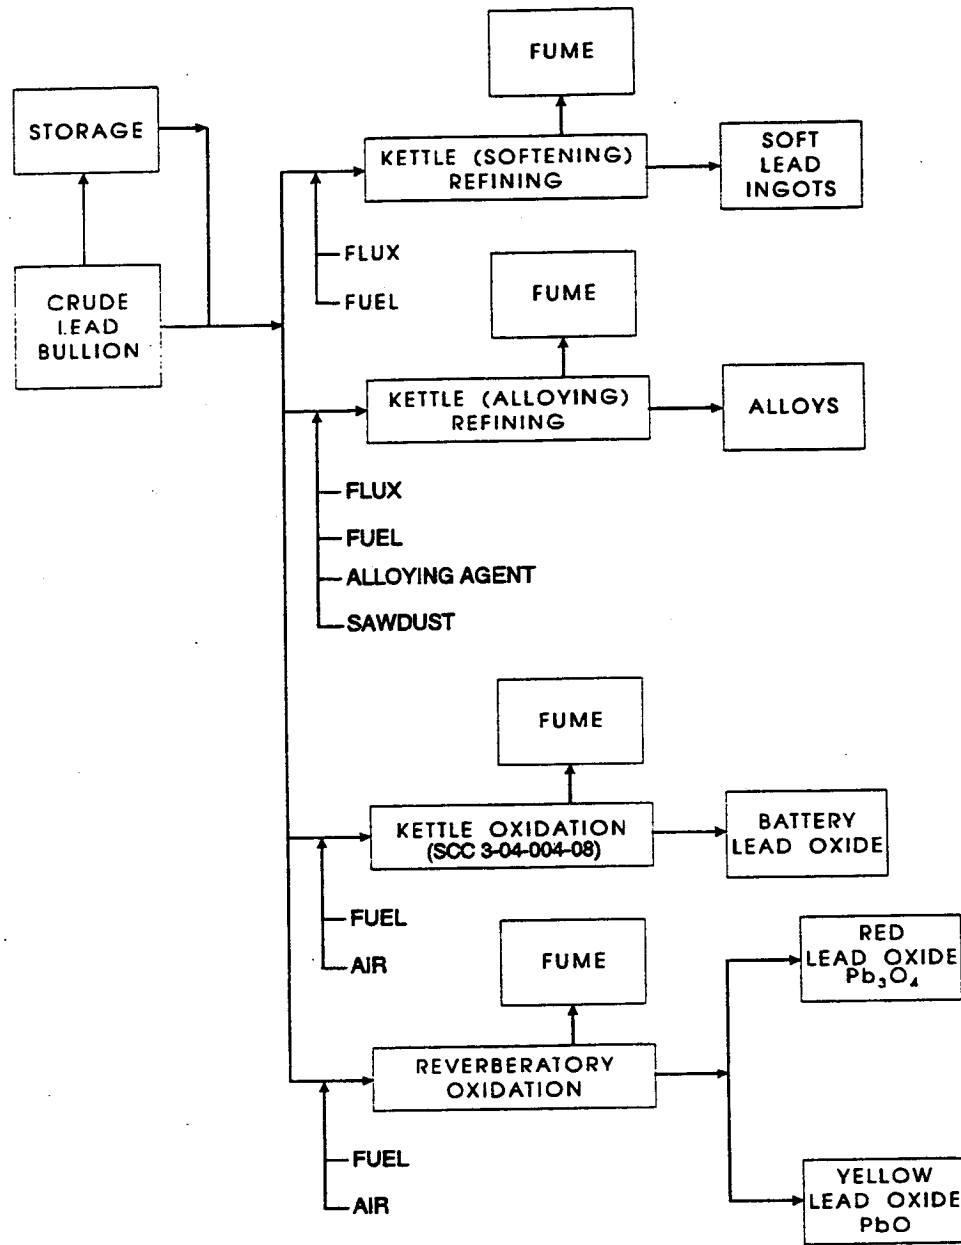 FUME
STORAGE
KETTLE (SOFTENING)
REFINING
SOFT
LEAD
INGOTS
FLUX
FUEL
CRUDE
LEAD
BULLION
FUME
KETTLE (ALLOYING)
REFINING
ALLOYS
FLUX
FUEL
ALLOYING AGENT
SAWDUST
FUME
KETTLE OXIDATION
(SCC 3-04-004-08)
BATTERY
LEAD OXIDE
FUEL
AIR
FUME
RED
LEAD OXIDE
Pb₃O₄
REVERBERATORY
OXIDATION
FUEL
AIR
YELLOW
LEAD OXIDE
PbO